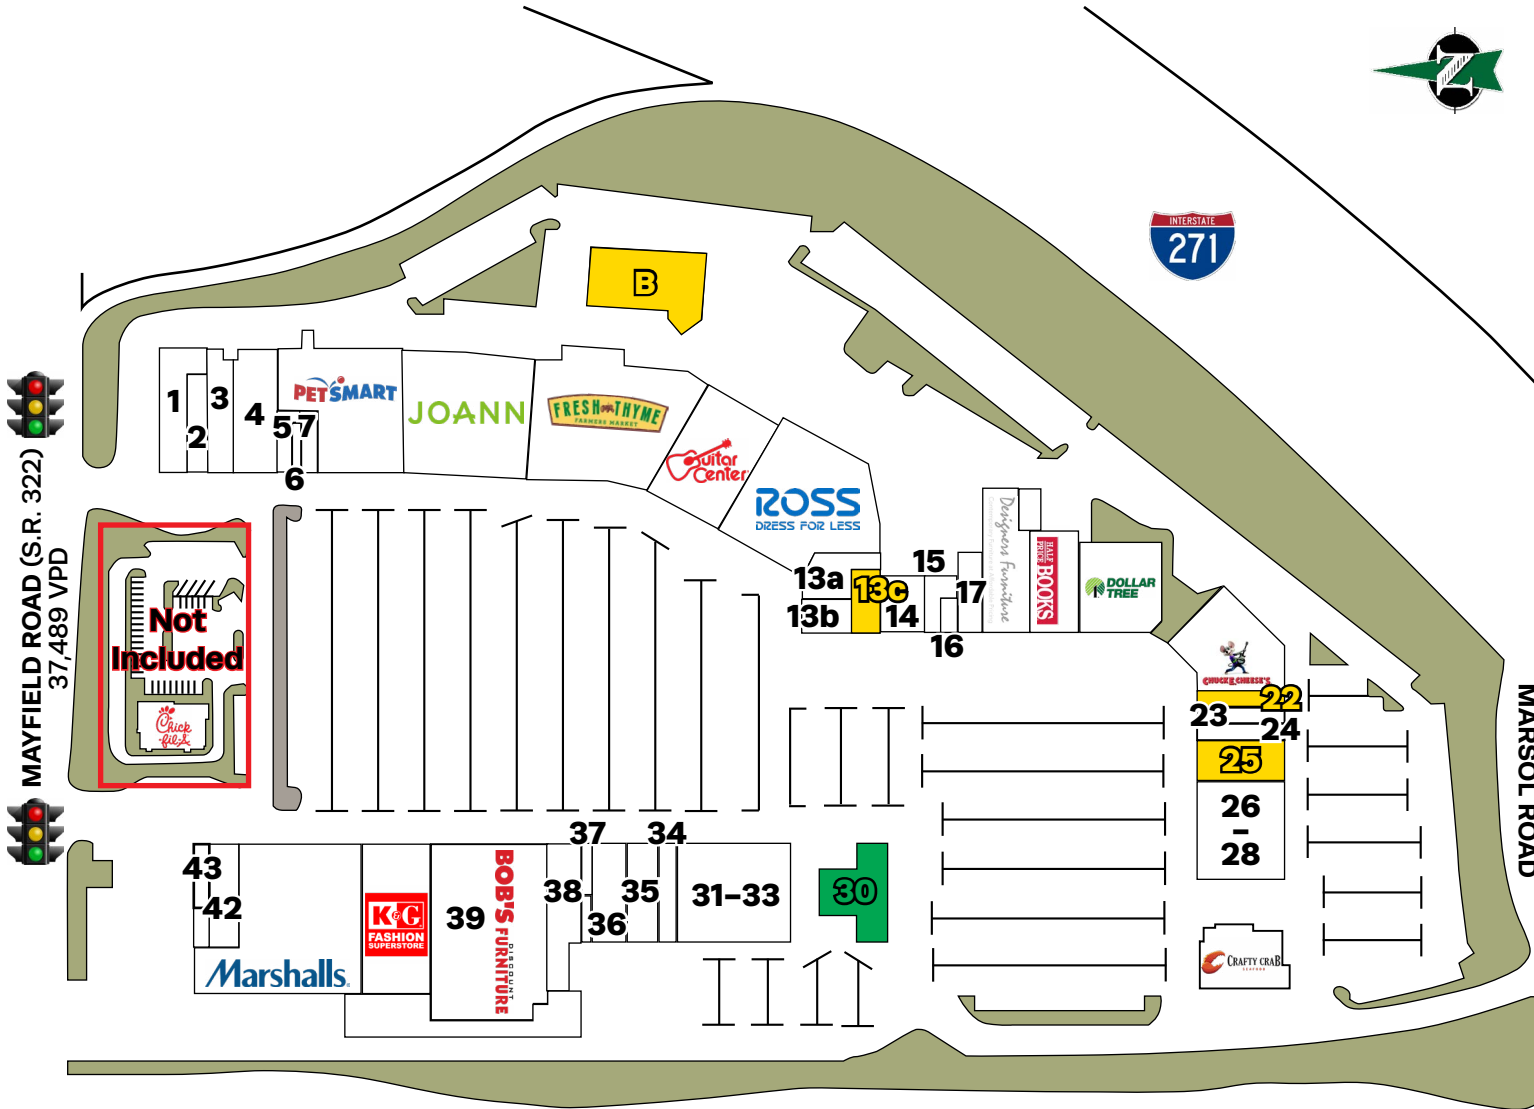 Z
INTERSTATE
271
B
1
2
3
4
5
7
6
PETSMART
JOANN
FRESH THYME
FARMERS MARKET
Guitar
Center
ROSS
DRESS FOR LESS
13a
13b
13c
14
15
16
17
Designers Furniture
HALF
PRICE
BOOKS
DOLLAR
TREE
CHUCK E. CHEESE'S
22
23
24
25
26
–
28
MARSOL ROAD
MAYFIELD ROAD (S.R. 322)
37,489 VPD
Not
Included
Chick
-fil-A
43
42
Marshalls
K&G
FASHION
SUPERSTORE
39
BOB'S
DISCOUNT
FURNITURE
38
37
36
35
34
31–33
30
CRAFTY CRAB
SEAFOOD